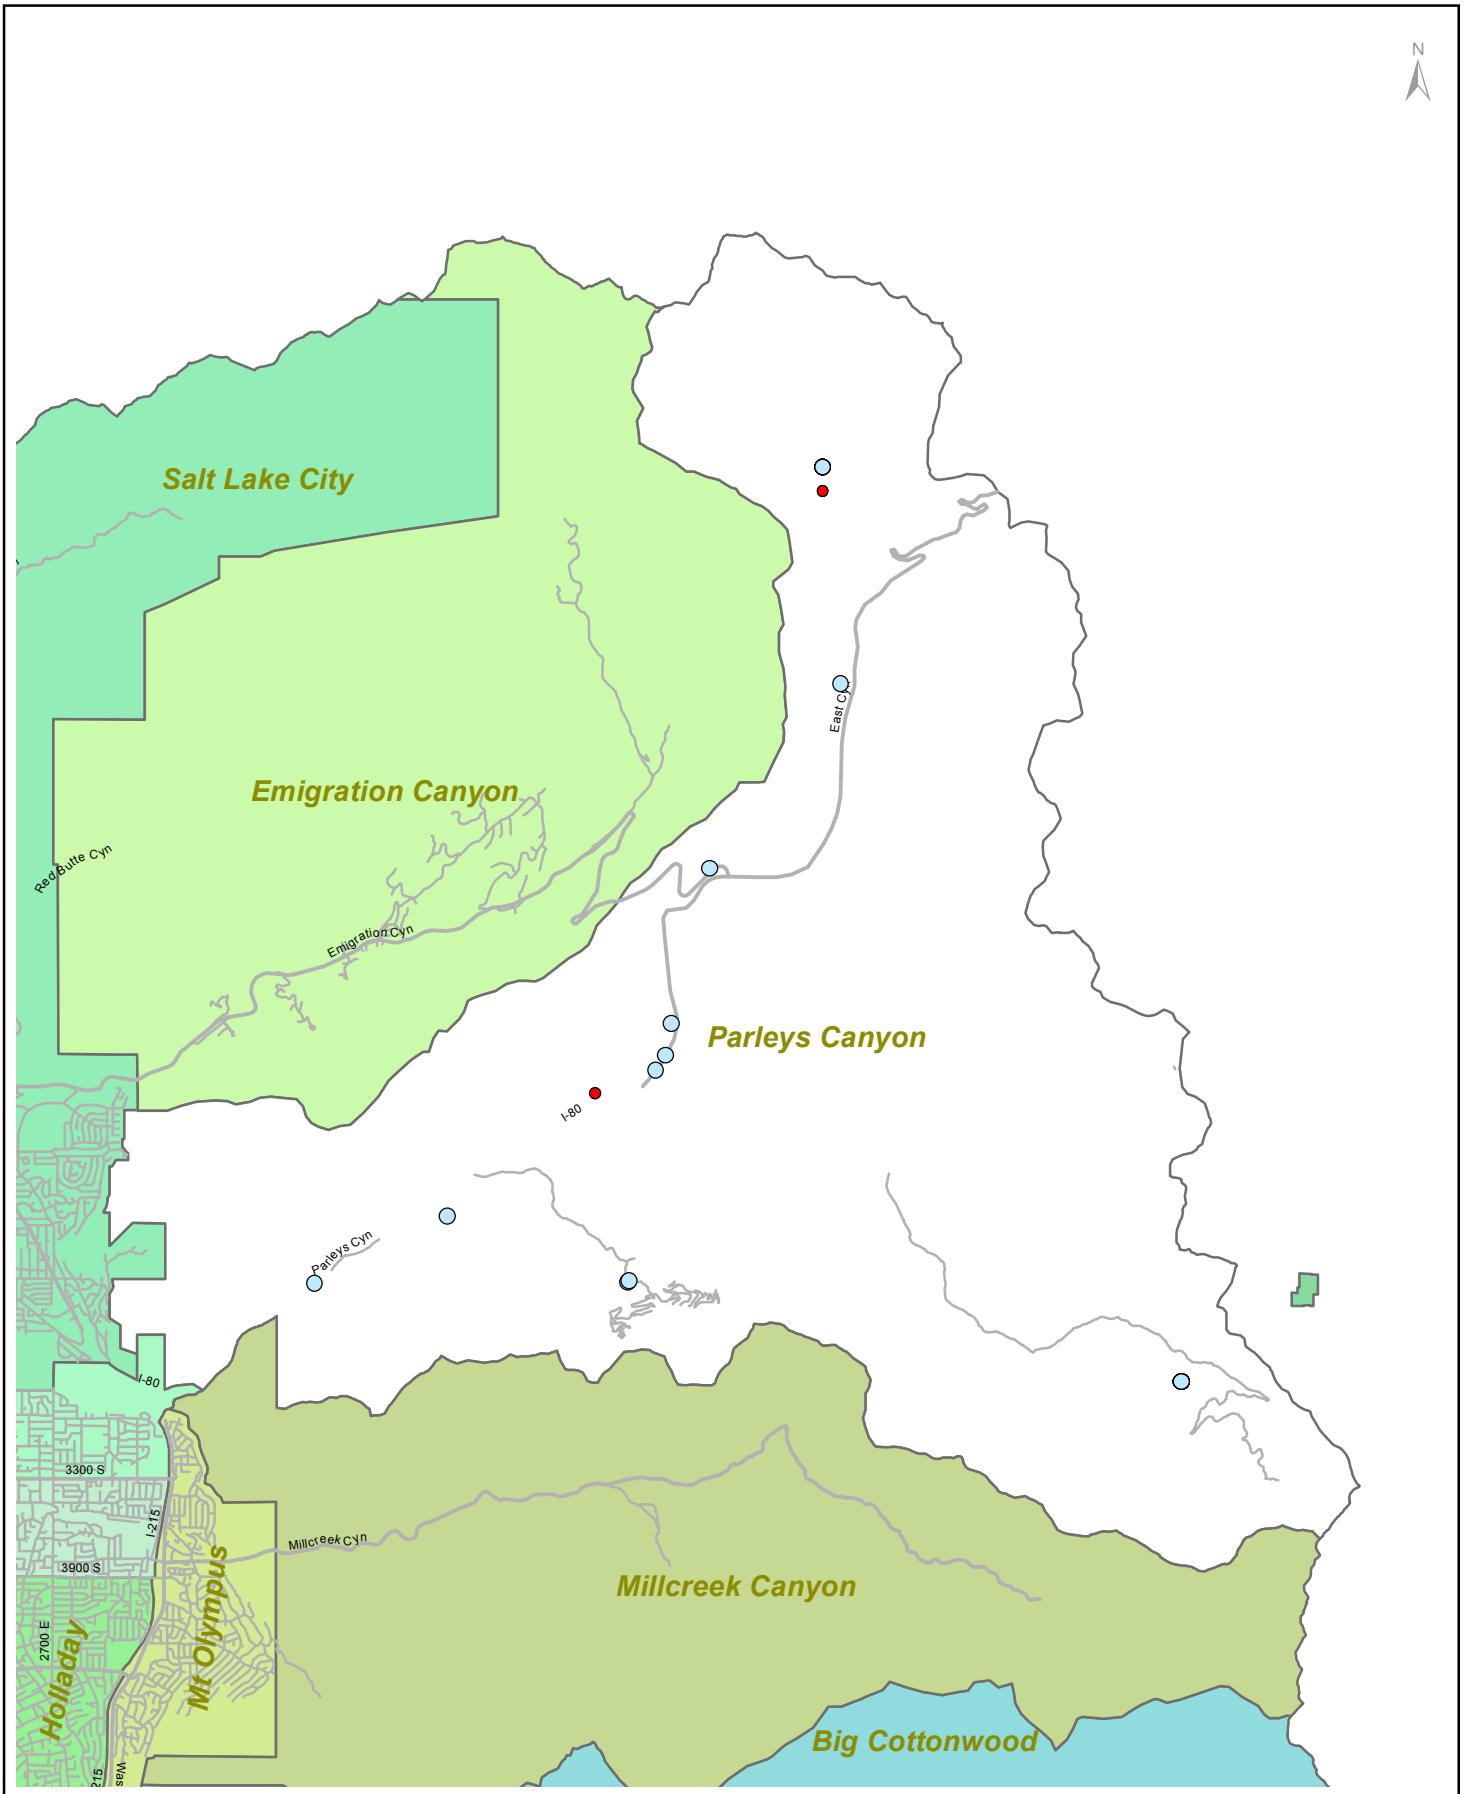 N
Salt Lake City
East Cyn
Emigration Canyon
Red Butte Cyn
Emigration Cyn
Parleys Canyon
I-80
Parleys Cyn
I-80
3300 S
I-215
Millcreek Cyn
3900 S
Millcreek Canyon
Mt Olympus
2700 E
Holladay
Big Cottonwood
215
Was